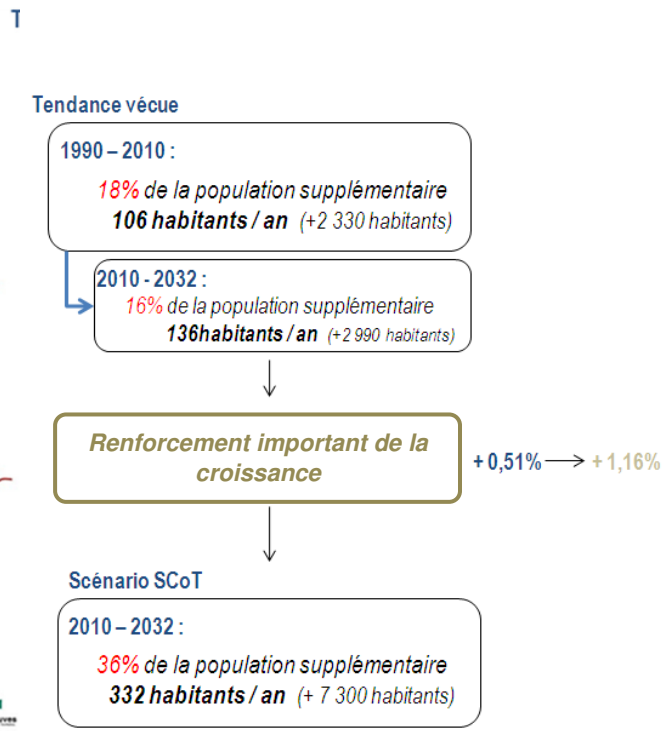 T
Tendance vécue
1990 – 2010 :
18% de la population supplémentaire
106 habitants / an (+2 330 habitants)
2010 - 2032 :
16% de la population supplémentaire
136habitants / an (+2 990 habitants)
Renforcement important de la
croissance
+ 0,51% + 1,16%
Scénario SCoT
2010 – 2032 :
36% de la population supplémentaire
332 habitants / an (+ 7 300 habitants)